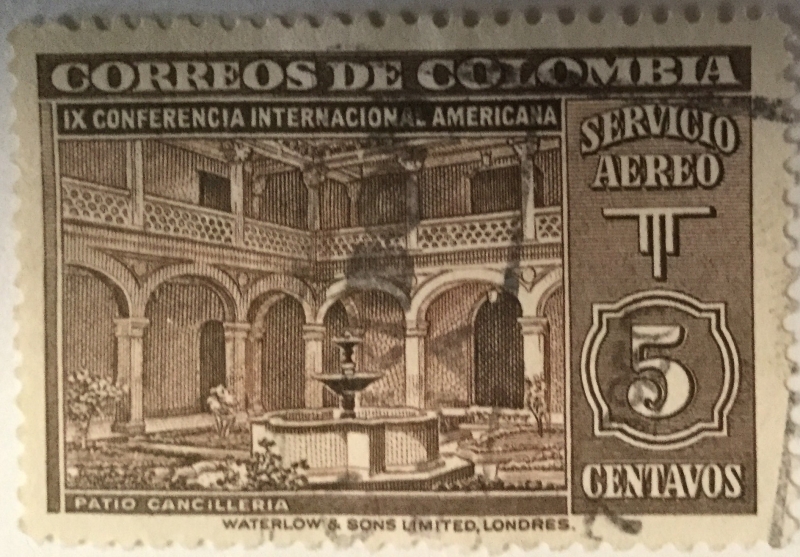 CORREOS DE COLOMBIA
IX CONFERENCIA INTERNACIONAL AMERICANA
SERVICIO
AEREO
5
CENTAVOS
PATIO CANCILLERIA
WATERLOW & SONS LIMITED, LONDRES.